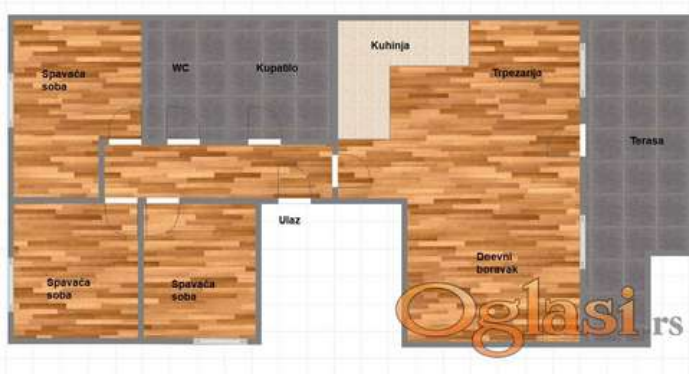 Spavaća
soba
WC
Kupatilo
Kuhinja
Trpezarija
Terasa
Ulaz
Spavaća
soba
Spavaća
soba
Dnevni
boravak
Oglasi.rs